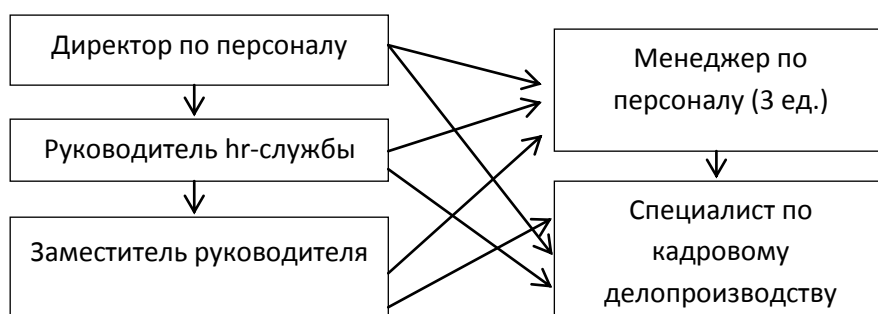 Директор по персоналу
Руководитель hr-службы
Заместитель руководителя
Менеджер по
персоналу (3 ед.)
Специалист по
кадровому
делопроизводству